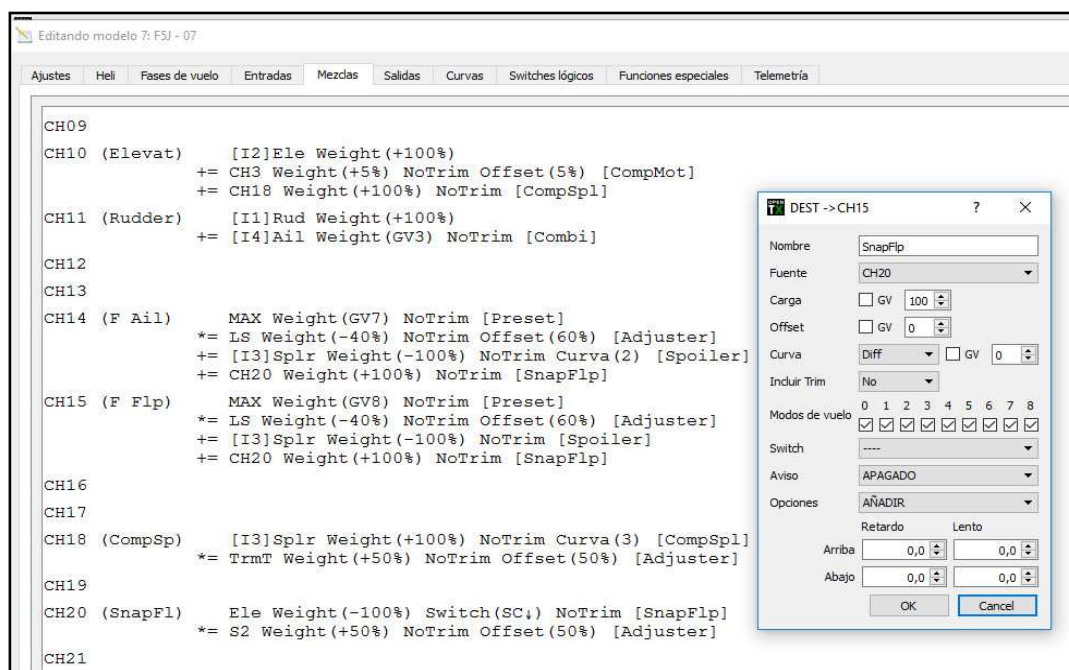 Editando modelo 7: F5J - 07
Ajustes Heli Fases de vuelo Entradas Mezclas Salidas Curvas Switches lógicos Funciones especiales Telemetría
CH09
CH10 (Elevat) [I2]Ele Weight(+100%)
+= CH3 Weight(+5%) NoTrim Offset(5%) [CompMot]
+= CH18 Weight(+100%) NoTrim [CompSpl]
CH11 (Rudder) [I1]Rud Weight(+100%)
+= [I4]Ail Weight(GV3) NoTrim [Combi]
CH12
CH13
CH14 (F Ail) MAX Weight(GV7) NoTrim [Preset]
*= LS Weight(-40%) NoTrim Offset(60%) [Adjuster]
+= [I3]Splr Weight(-100%) NoTrim Curva(2) [Spoiler]
+= CH20 Weight(+100%) NoTrim [SnapFlp]
CH15 (F Flp) MAX Weight(GV8) NoTrim [Preset]
*= LS Weight(-40%) NoTrim Offset(60%) [Adjuster]
+= [I3]Splr Weight(-100%) NoTrim [Spoiler]
+= CH20 Weight(+100%) NoTrim [SnapFlp]
CH16
CH17
CH18 (CompSp) [I3]Splr Weight(+100%) NoTrim Curva(3) [CompSpl]
*= TrmT Weight(+50%) NoTrim Offset(50%) [Adjuster]
CH19
CH20 (SnapFl) Ele Weight(-100%) Switch(SC↓) NoTrim [SnapFlp]
*= S2 Weight(+50%) NoTrim Offset(50%) [Adjuster]
CH21
OPEN TX DEST ->CH15 ? ×
Nombre SnapFlp
Fuente CH20
Carga GV 100
Offset GV 0
Curva Diff GV 0
Incluir Trim No
0 1 2 3 4 5 6 7 8
Modos de vuelo
Switch ----
Aviso APAGADO
Opciones AÑADIR
Retardo Lento
Arriba 0,0 0,0
Abajo 0,0 0,0
OK Cancel